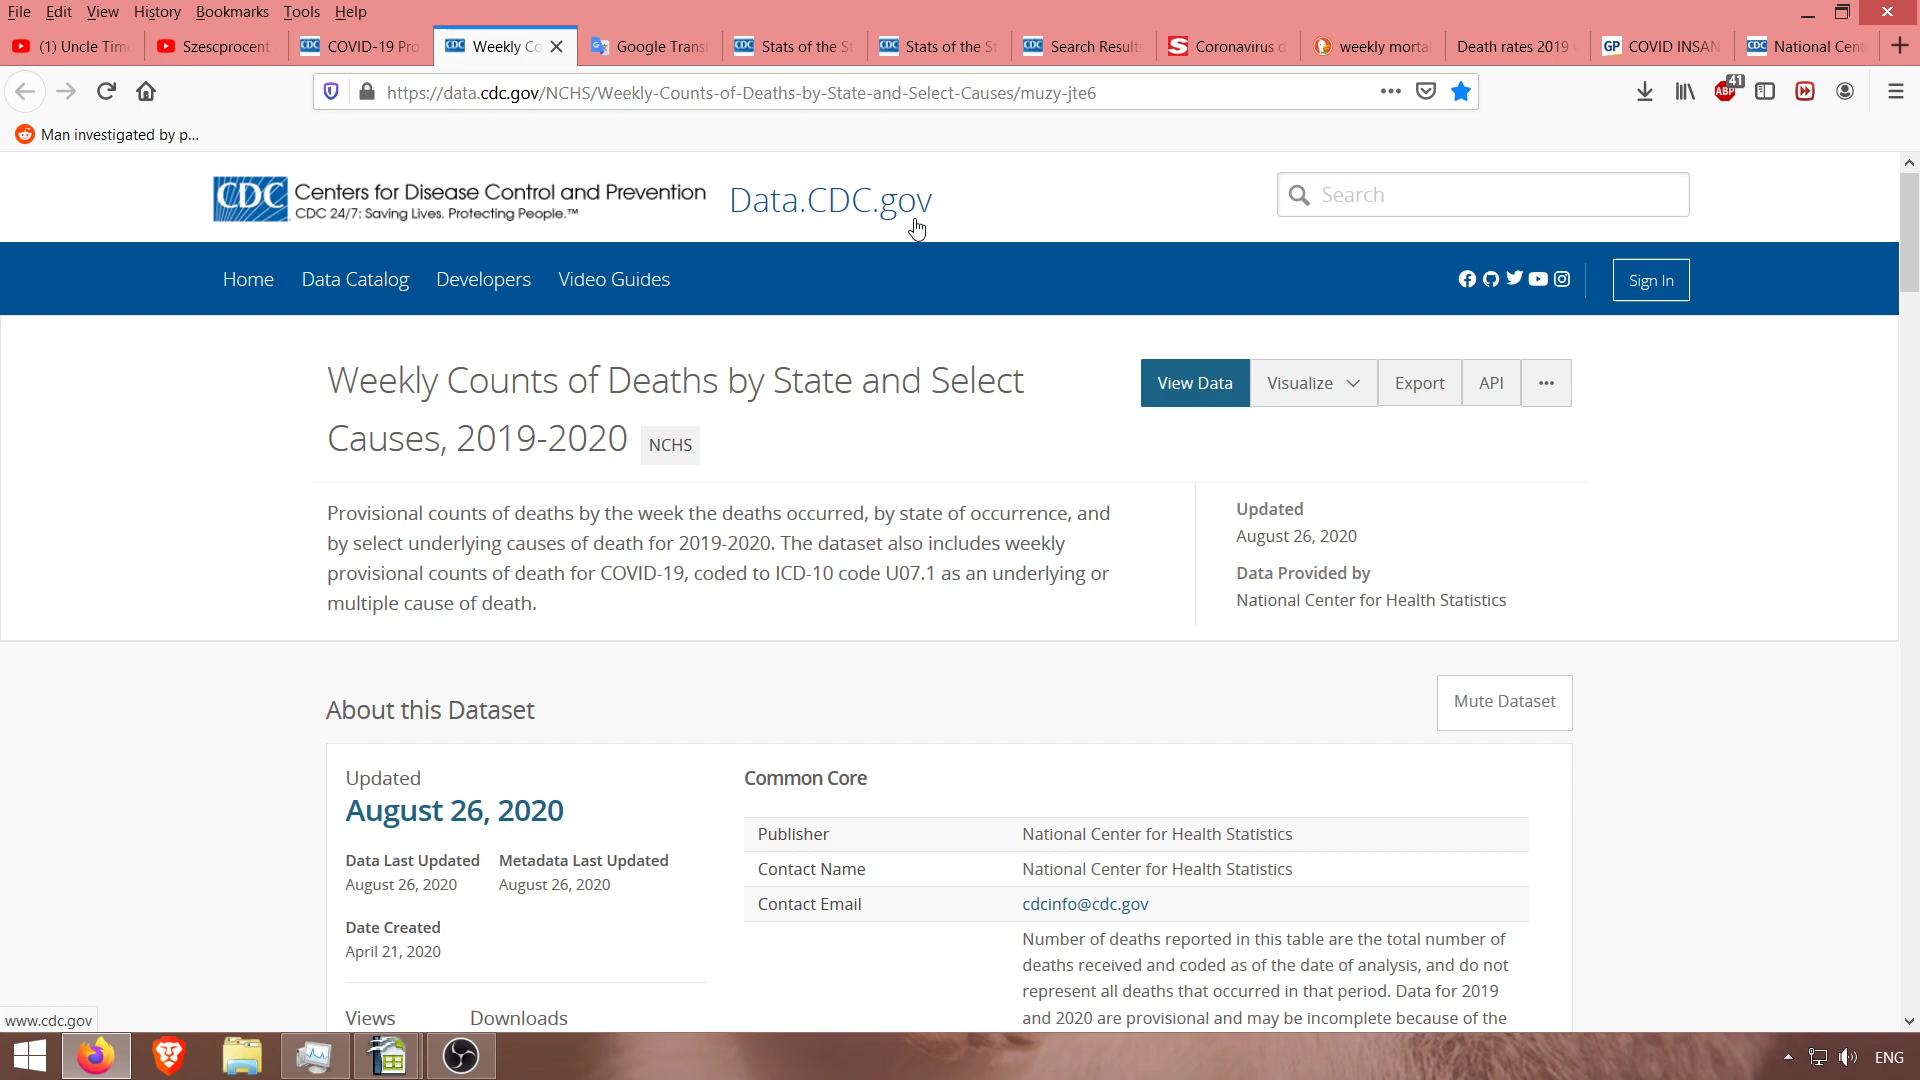 File Edit View History Bookmarks Tools Help
(1) Uncle Tim
Szescprocent
CDC COVID-19 Pro
CDC Weekly Co
Google Transl
CDC Stats of the St
CDC Stats of the St
CDC Search Results
S Coronavirus d
weekly mortal
Death rates 2019
GP COVID INSAN
CDC National Cent
https://data.cdc.gov/NCHS/Weekly-Counts-of-Deaths-by-State-and-Select-Causes/muzy-jte6
ABP 41
Man investigated by p...
CDC Centers for Disease Control and Prevention
CDC 24/7: Saving Lives. Protecting People.™
Data.CDC.gov
Search
Home Data Catalog Developers Video Guides
Sign In
Weekly Counts of Deaths by State and Select
Causes, 2019-2020 NCHS
View Data Visualize Export API ...
Provisional counts of deaths by the week the deaths occurred, by state of occurrence, and
by select underlying causes of death for 2019-2020. The dataset also includes weekly
provisional counts of death for COVID-19, coded to ICD-10 code U07.1 as an underlying or
multiple cause of death.
Updated
August 26, 2020
Data Provided by
National Center for Health Statistics
About this Dataset
Mute Dataset
Updated
August 26, 2020
Data Last Updated Metadata Last Updated
August 26, 2020 August 26, 2020
Date Created
April 21, 2020
Views Downloads
Common Core
Publisher National Center for Health Statistics
Contact Name National Center for Health Statistics
Contact Email cdcinfo@cdc.gov
Number of deaths reported in this table are the total number of
deaths received and coded as of the date of analysis, and do not
represent all deaths that occurred in that period. Data for 2019
and 2020 are provisional and may be incomplete because of the
www.cdc.gov
ENG